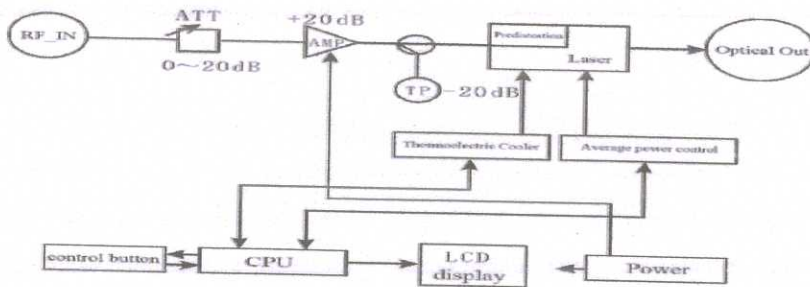 ATT
+20dB
RF_IN
AMP
Predistoration
Laser
Optical Out
0～20dB
TP
-20dB
Thermoelectric Cooler
Average power control
control button
CPU
LCD
display
Power